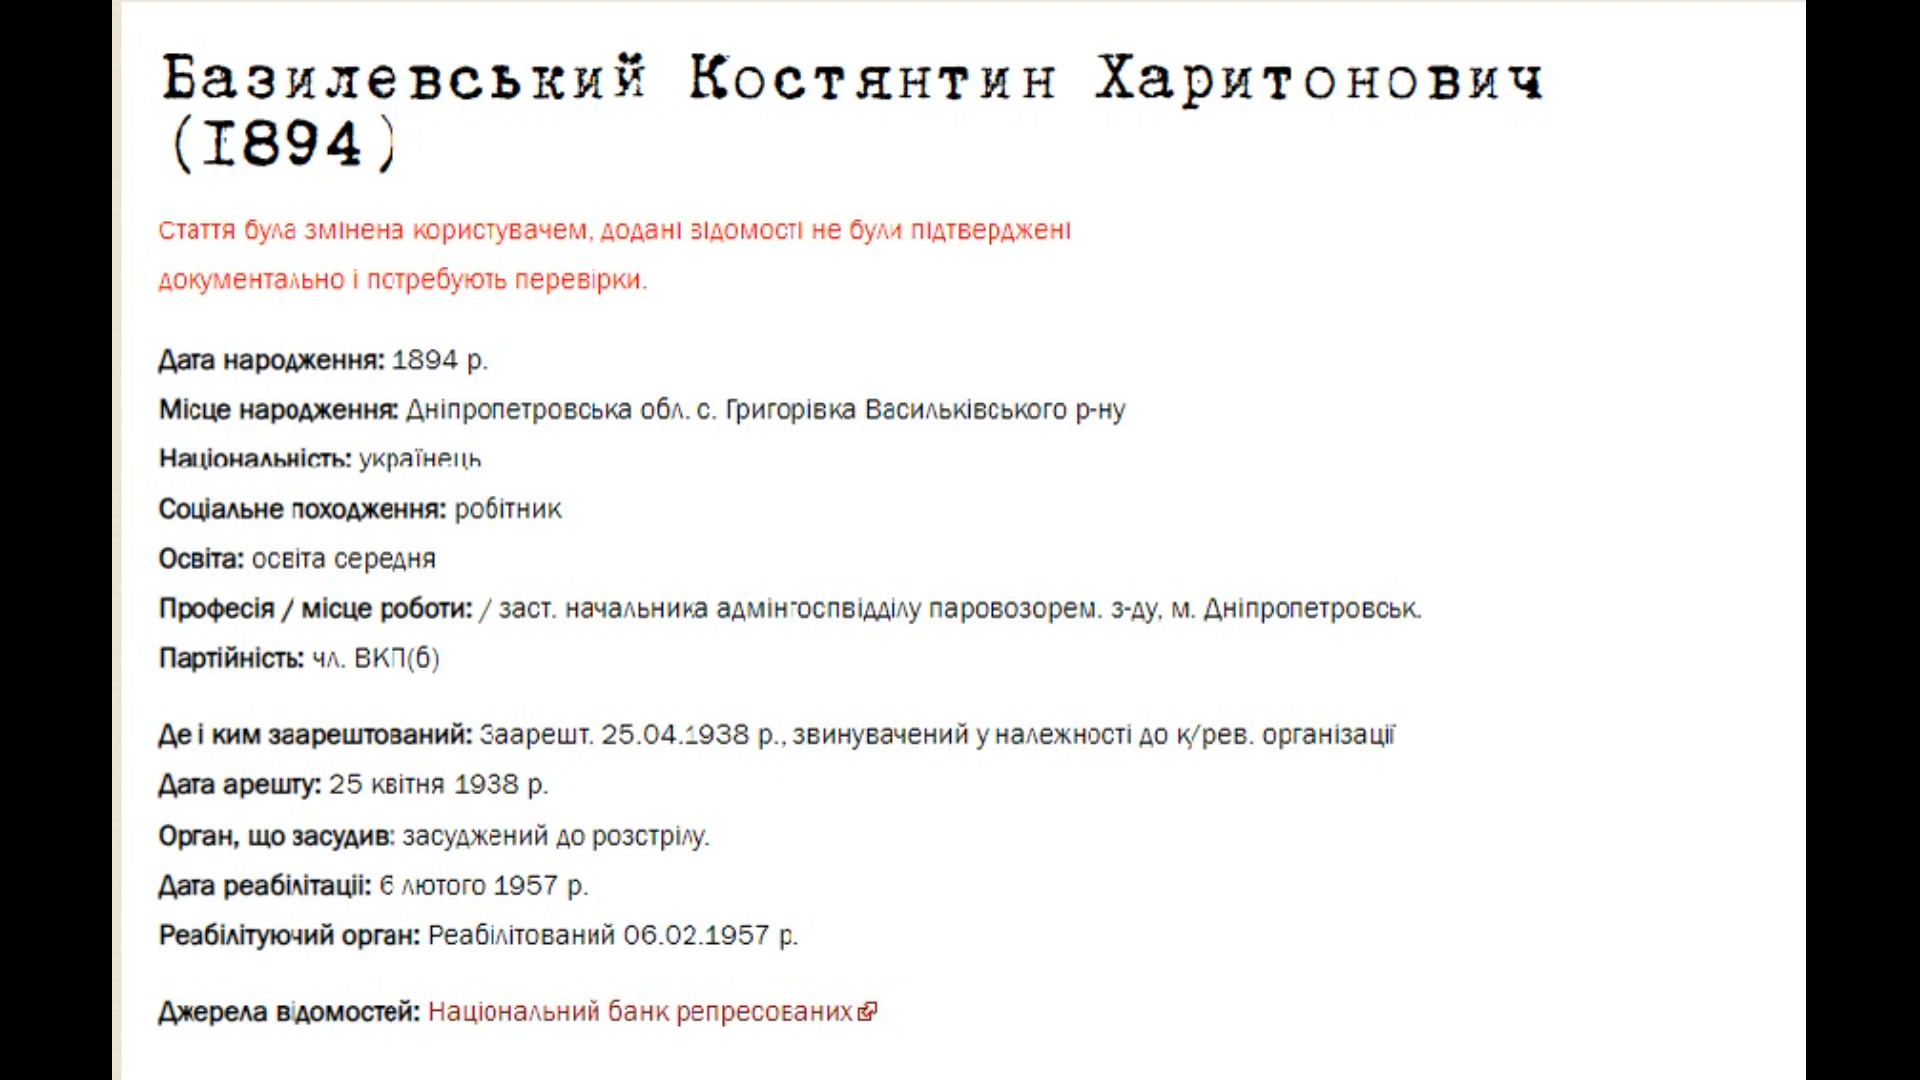 Базилевський Костянтин Харитонович
(1894)
Стаття була змінена користувачем, додані відомості не були підтверджені
документально і потребують перевірки.
Дата народження: 1894 р.
Місце народження: Дніпропетровська обл. с. Григорівка Васильківського р-ну
Національність: українець
Соціальне походження: робітник
Освіта: освіта середня
Професія / місце роботи: / заст. начальника адмінгоспвідділу паровозорем. з-ду, м. Дніпропетровськ.
Партійність: чл. ВКП(б)
Де і ким заарештований: Заарешт. 25.04.1938 р., звинувачений у належності до к/рев. організації
Дата арешту: 25 квітня 1938 р.
Орган, що засудив: засуджений до розстрілу.
Дата реабілітаціі: 6 лютого 1957 р.
Реабілітуючий орган: Реабілітований 06.02.1957 р.
Джерела відомостей: Національний банк репресованих